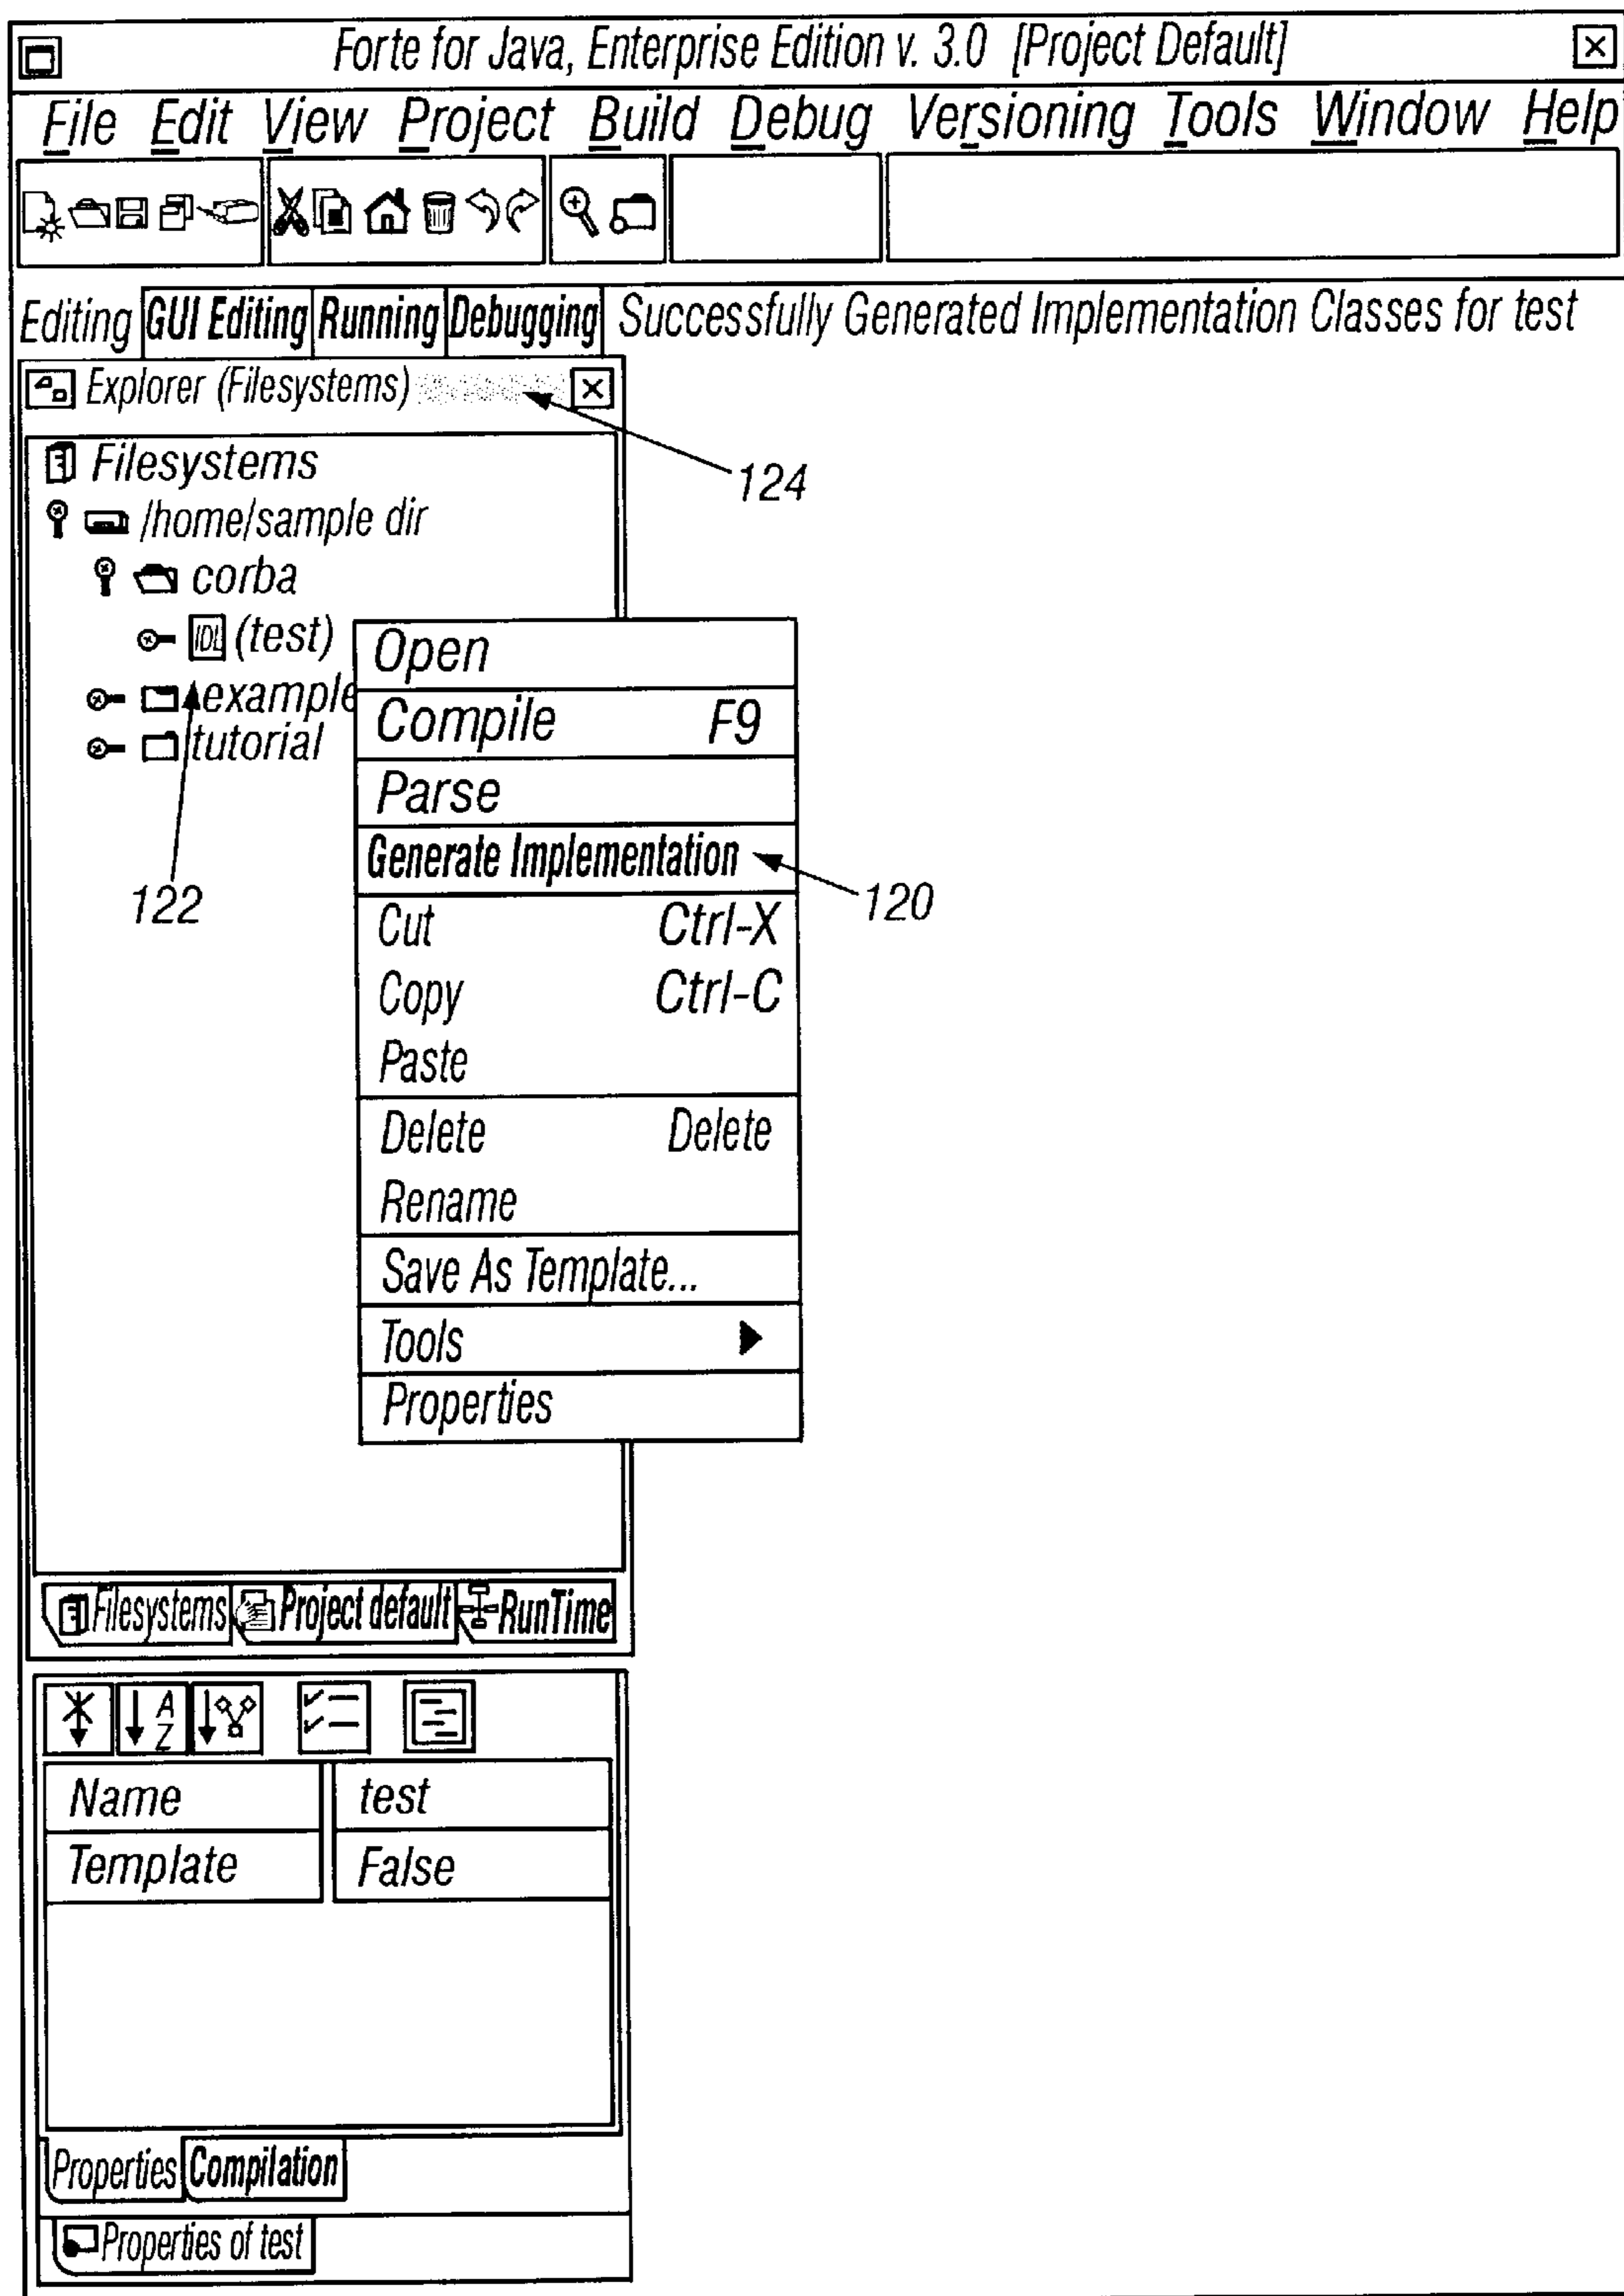 Forte for Java, Enterprise Edition v. 3.0 [Project Default]
File Edit View Project Build Debug Versioning Tools Window Help
Editing GUI Editing Running Debugging Successfully Generated Implementation Classes for test
Explorer (Filesystems)
124
Filesystems
/home/sample dir
corba
IDL (test)
example
tutorial
122
Open
Compile F9
Parse
Generate Implementation
120
Cut Ctrl-X
Copy Ctrl-C
Paste
Delete Delete
Rename
Save As Template...
Tools
Properties
Filesystems Project default RunTime
A
Z
Name test
Template False
Properties Compilation
Properties of test